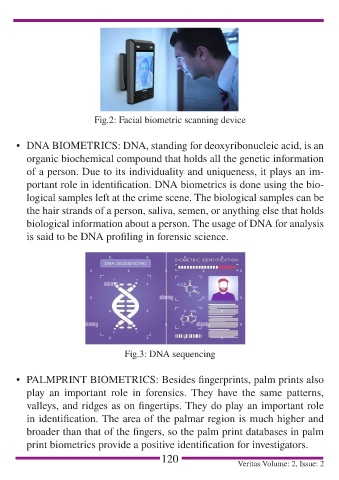 Fig.2: Facial biometric scanning device
• DNA BIOMETRICS: DNA, standing for deoxyribonucleic acid, is an
organic biochemical compound that holds all the genetic information
of a person. Due to its individuality and uniqueness, it plays an im-
portant role in identification. DNA biometrics is done using the bio-
logical samples left at the crime scene. The biological samples can be
the hair strands of a person, saliva, semen, or anything else that holds
biological information about a person. The usage of DNA for analysis
is said to be DNA profiling in forensic science.
DNA SEQUENCING
BIOMETRIC IDENTIFICATION
Fig.3: DNA sequencing
• PALMPRINT BIOMETRICS: Besides fingerprints, palm prints also
play an important role in forensics. They have the same patterns,
valleys, and ridges as on fingertips. They do play an important role
in identification. The area of the palmar region is much higher and
broader than that of the fingers, so the palm print databases in palm
print biometrics provide a positive identification for investigators.
120
Veritas Volume: 2, Issue: 2